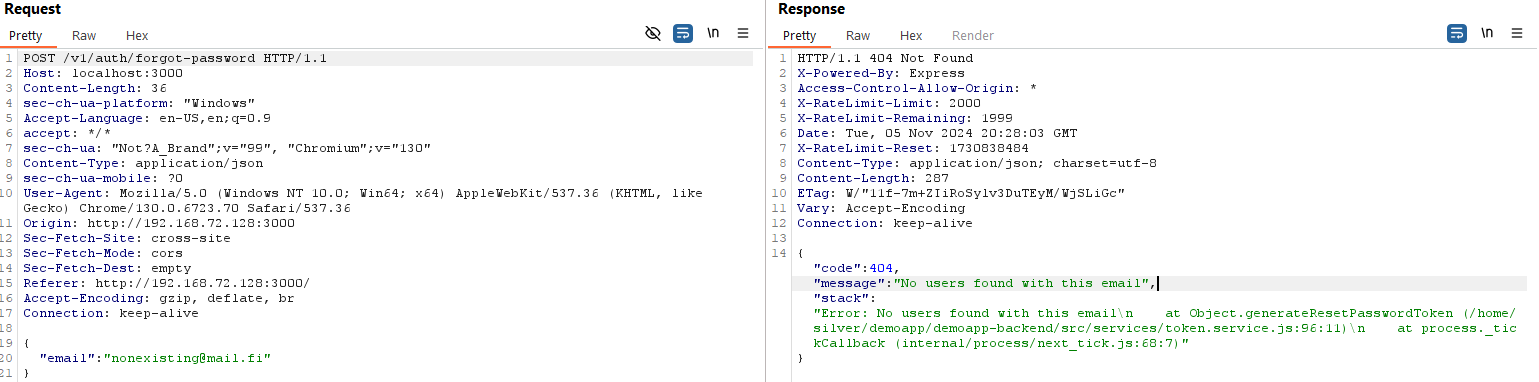 Request
Pretty Raw Hex \n
1 POST /v1/auth/forgot-password HTTP/1.1
2 Host: localhost:3000
3 Content-Length: 36
4 sec-ch-ua-platform: "Windows"
5 Accept-Language: en-US,en;q=0.9
6 accept: */*
7 sec-ch-ua: "Not?A_Brand";v="99", "Chromium";v="130"
8 Content-Type: application/json
9 sec-ch-ua-mobile: ?0
10 User-Agent: Mozilla/5.0 (Windows NT 10.0; Win64; x64) AppleWebKit/537.36 (KHTML, like
Gecko) Chrome/130.0.6723.70 Safari/537.36
11 Origin: http://192.168.72.128:3000
12 Sec-Fetch-Site: cross-site
13 Sec-Fetch-Mode: cors
14 Sec-Fetch-Dest: empty
15 Referer: http://192.168.72.128:3000/
16 Accept-Encoding: gzip, deflate, br
17 Connection: keep-alive
18
19 {
20 "email":"nonexisting@mail.fi"
21 }
Response
Pretty Raw Hex Render \n
1 HTTP/1.1 404 Not Found
2 X-Powered-By: Express
3 Access-Control-Allow-Origin: *
4 X-RateLimit-Limit: 2000
5 X-RateLimit-Remaining: 1999
6 Date: Tue, 05 Nov 2024 20:28:03 GMT
7 X-RateLimit-Reset: 1730838484
8 Content-Type: application/json; charset=utf-8
9 Content-Length: 287
10 ETag: W/"11f-7m+ZIiRoSylv3DuTEyM/WjSLiGc"
11 Vary: Accept-Encoding
12 Connection: keep-alive
13
14 {
"code":404,
"message":"No users found with this email",
"stack":
"Error: No users found with this email\n    at Object.generateResetPasswordToken (/home/
silver/demoapp/demoapp-backend/src/services/token.service.js:96:11)\n    at process._tic
kCallback (internal/process/next_tick.js:68:7)"
}